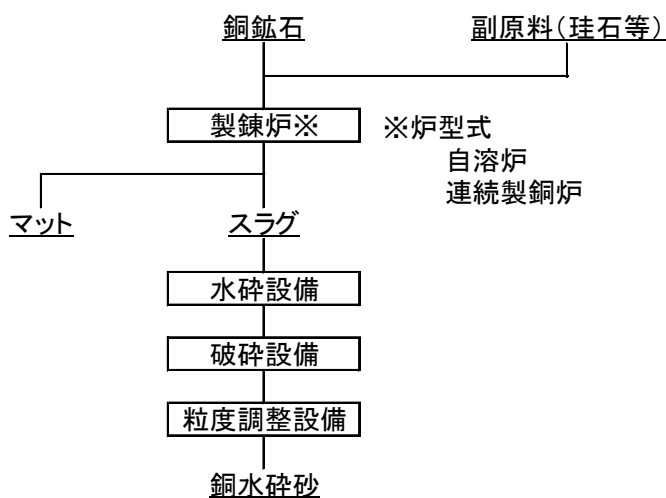 銅鉱石
副原料(珪石等)
製錬炉※
※炉型式
自溶炉
連続製銅炉
マット
スラグ
水砕設備
破砕設備
粒度調整設備
銅水砕砂